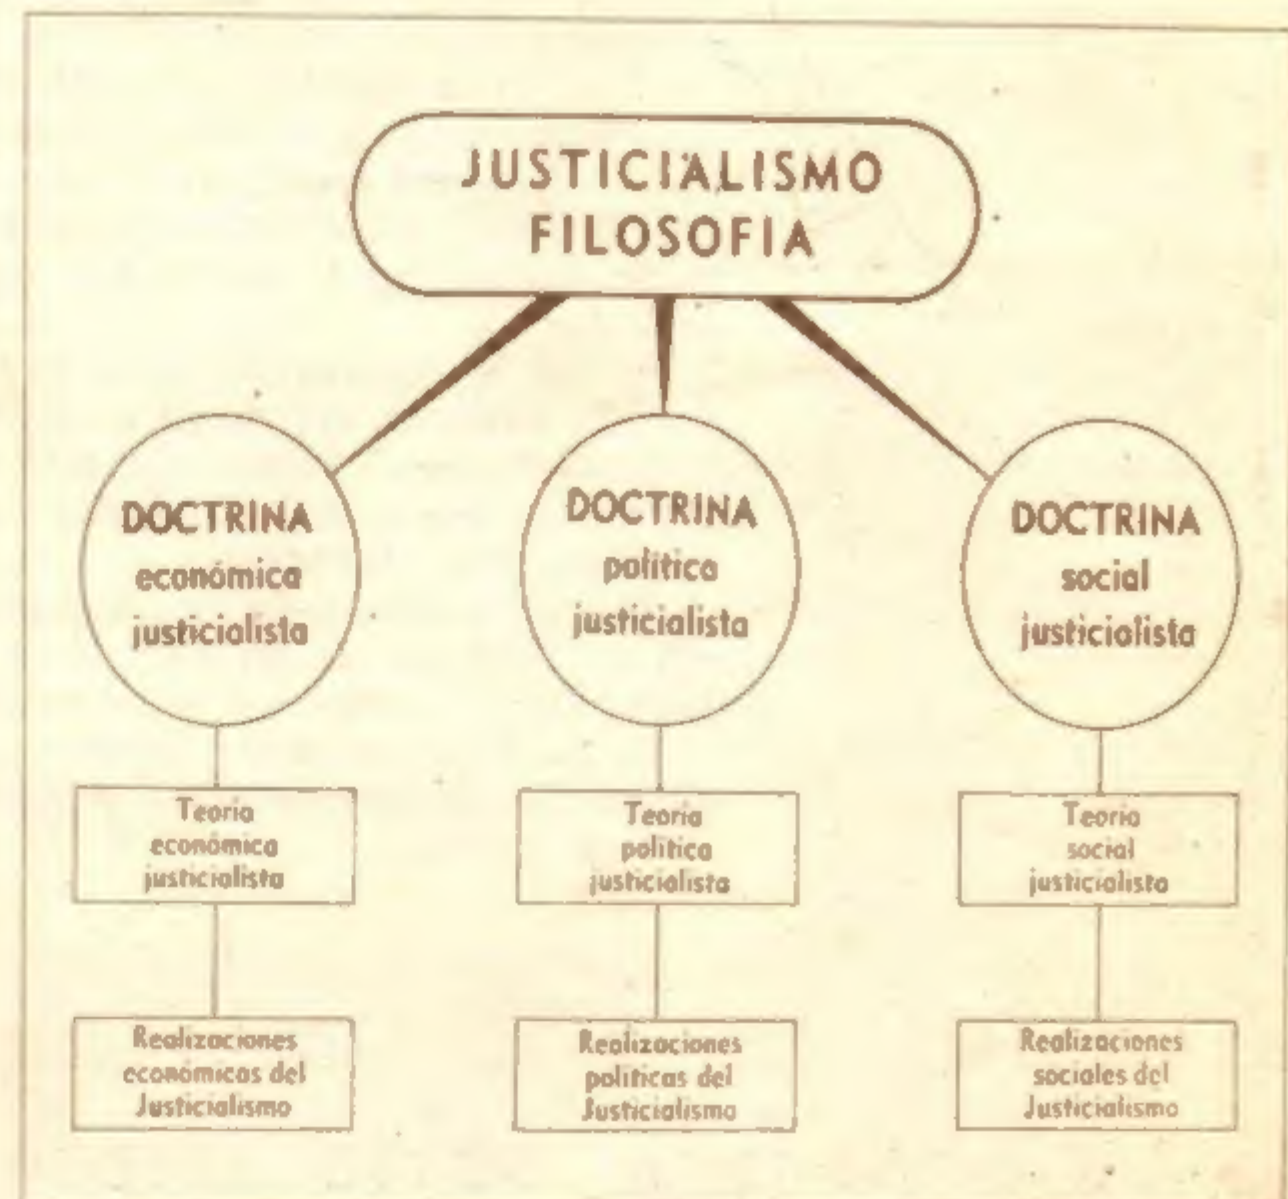 JUSTICIALISMO
FILOSOFIA
DOCTRINA
económica
justicialista
DOCTRINA
política
justicialista
DOCTRINA
social
justicialista
Teoría
económica
justicialista
Teoría
política
justicialista
Teoría
social
justicialista
Realizaciones
económicas del
Justicialismo
Realizaciones
políticas del
Justicialismo
Realizaciones
sociales del
Justicialismo